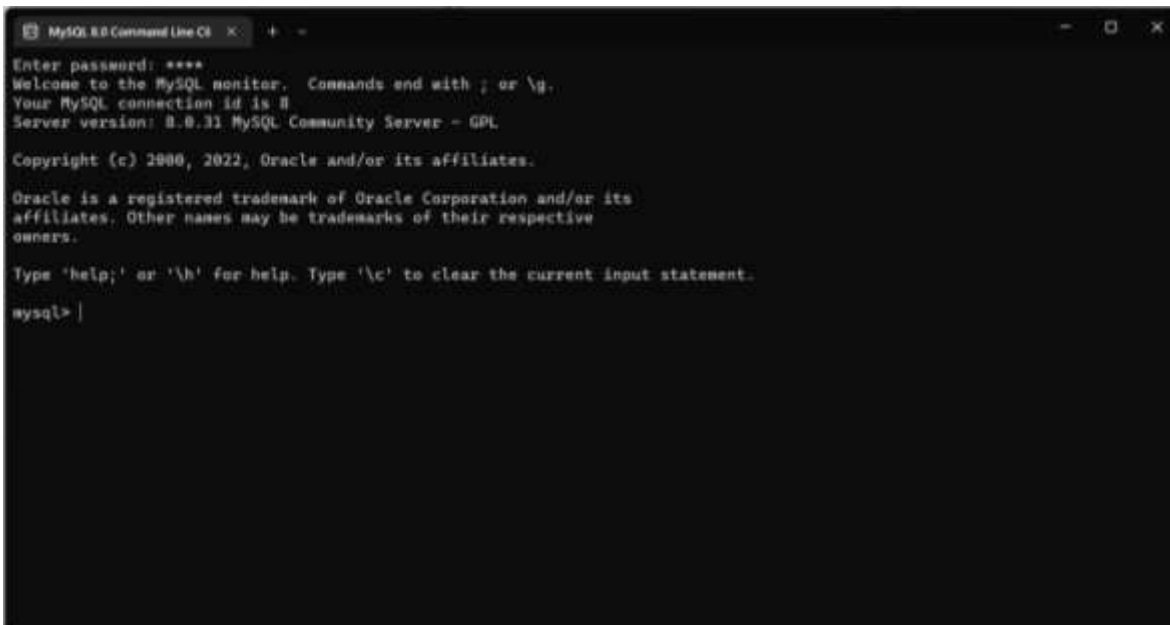 MySQL 8.0 Command Line Cli
Enter password: ****
Welcome to the MySQL monitor.  Commands end with ; or \g.
Your MySQL connection id is 8
Server version: 8.0.31 MySQL Community Server - GPL
Copyright (c) 2000, 2022, Oracle and/or its affiliates.
Oracle is a registered trademark of Oracle Corporation and/or its
affiliates. Other names may be trademarks of their respective
owners.
Type 'help;' or '\h' for help. Type '\c' to clear the current input statement.
mysql>